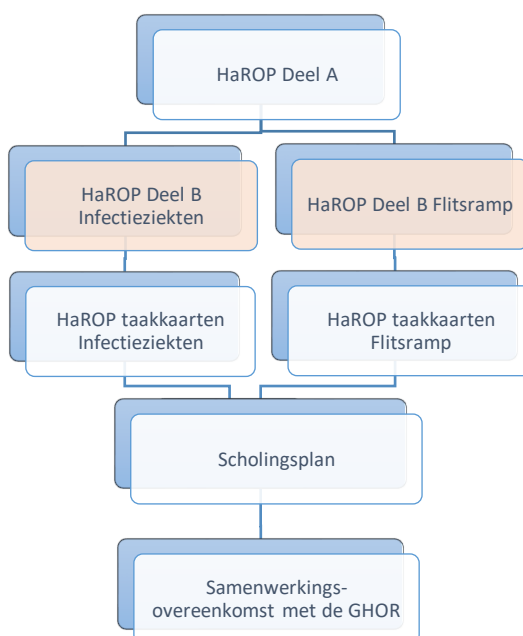 HaROP Deel A
HaROP Deel B
Infectieziekten
HaROP Deel B Flitsramp
HaROP taakkaarten
Infectieziekten
HaROP taakkaarten
Flitsramp
Scholingsplan
Samenwerkings-
overeenkomst met de GHOR